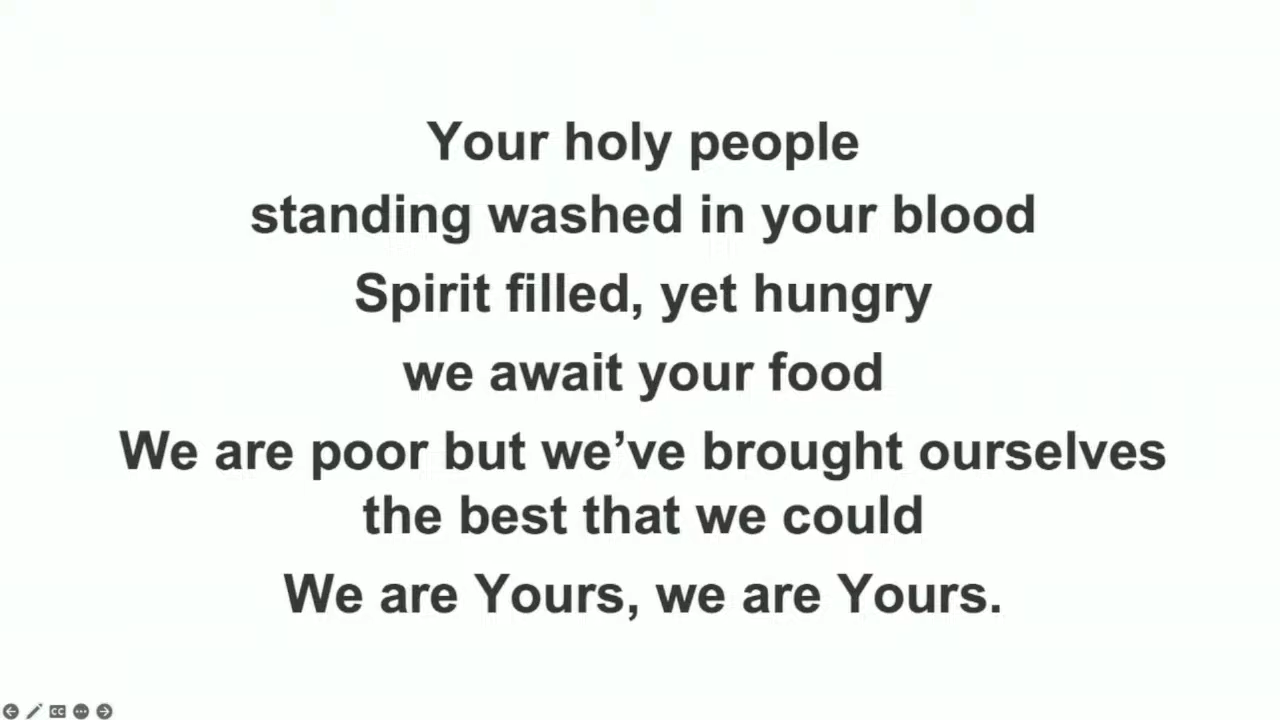 Your holy people
standing washed in your blood
Spirit filled, yet hungry
we await your food
We are poor but we’ve brought ourselves
the best that we could
We are Yours, we are Yours.
CC